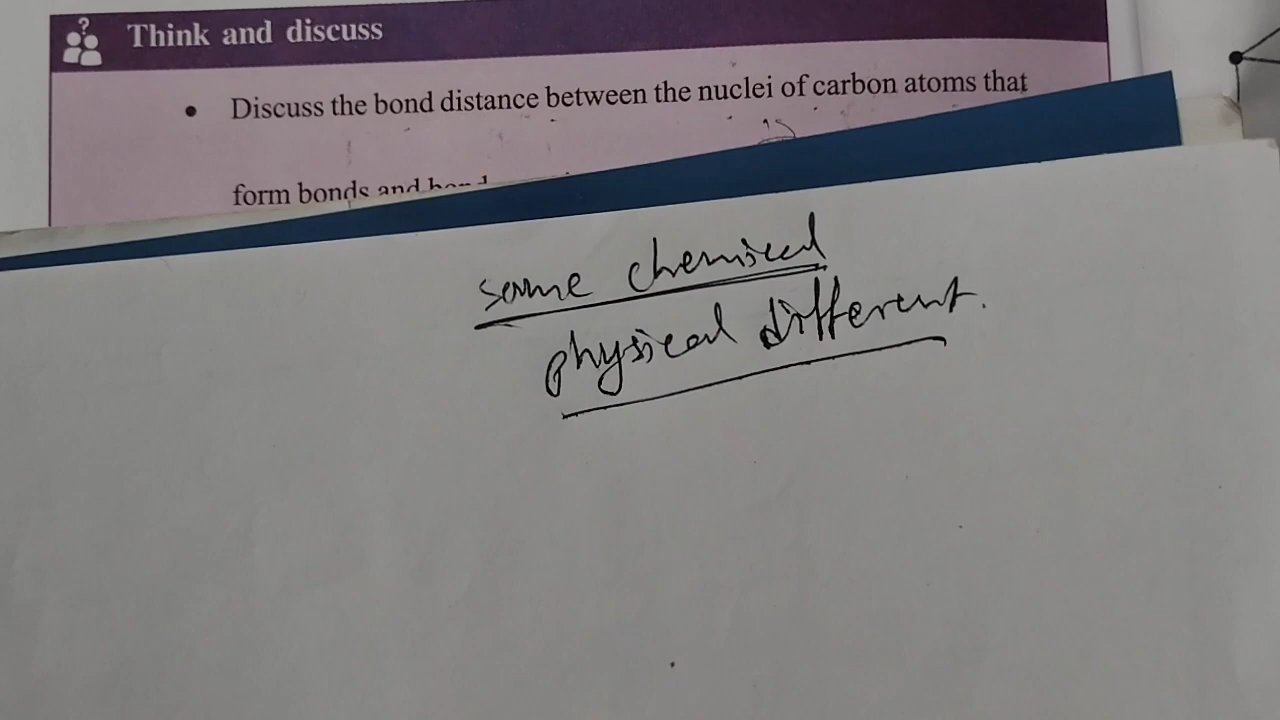 Think and discuss
• Discuss the bond distance between the nuclei of carbon atoms that
form bonds and bond
same chemical
physical different.